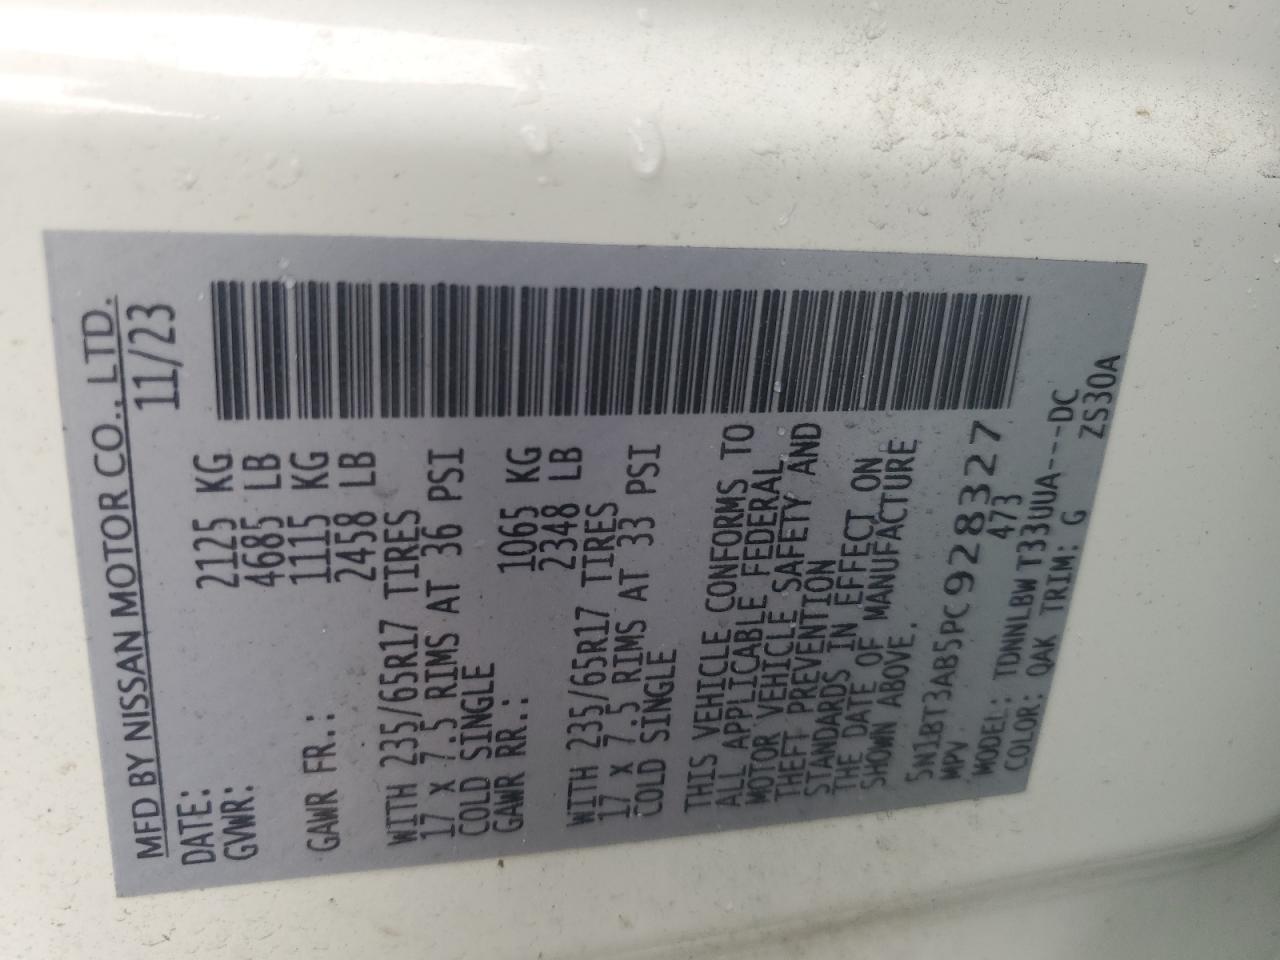 MFD BY NISSAN MOTOR CO., LTD.
DATE: 11/23
GVWR: 2125 KG
4685 LB
GAWR FR.: 1115 KG
2458 LB
WITH 235/65R17 TIRES
17 X 7.5 RIMS AT 36 PSI
COLD SINGLE
GAWR RR.: 1065 KG
2348 LB
WITH 235/65R17 TIRES
17 X 7.5 RIMS AT 33 PSI
COLD SINGLE
THIS VEHICLE CONFORMS TO
ALL APPLICABLE FEDERAL
MOTOR VEHICLE SAFETY AND
THEFT PREVENTION
STANDARDS IN EFFECT ON
THE DATE OF MANUFACTURE
SHOWN ABOVE.
5N1BT3AB5PC928327
MPV 473
MODEL: TDNNLBW T33UUA---DC
COLOR: QAK TRIM: G ZS30A